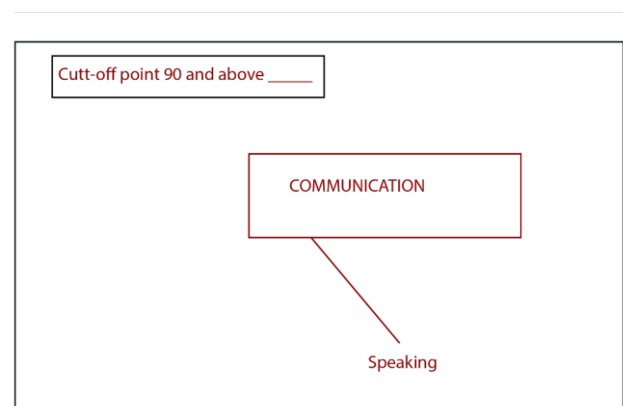 Cutt-off point 90 and above _____
COMMUNICATION
Speaking